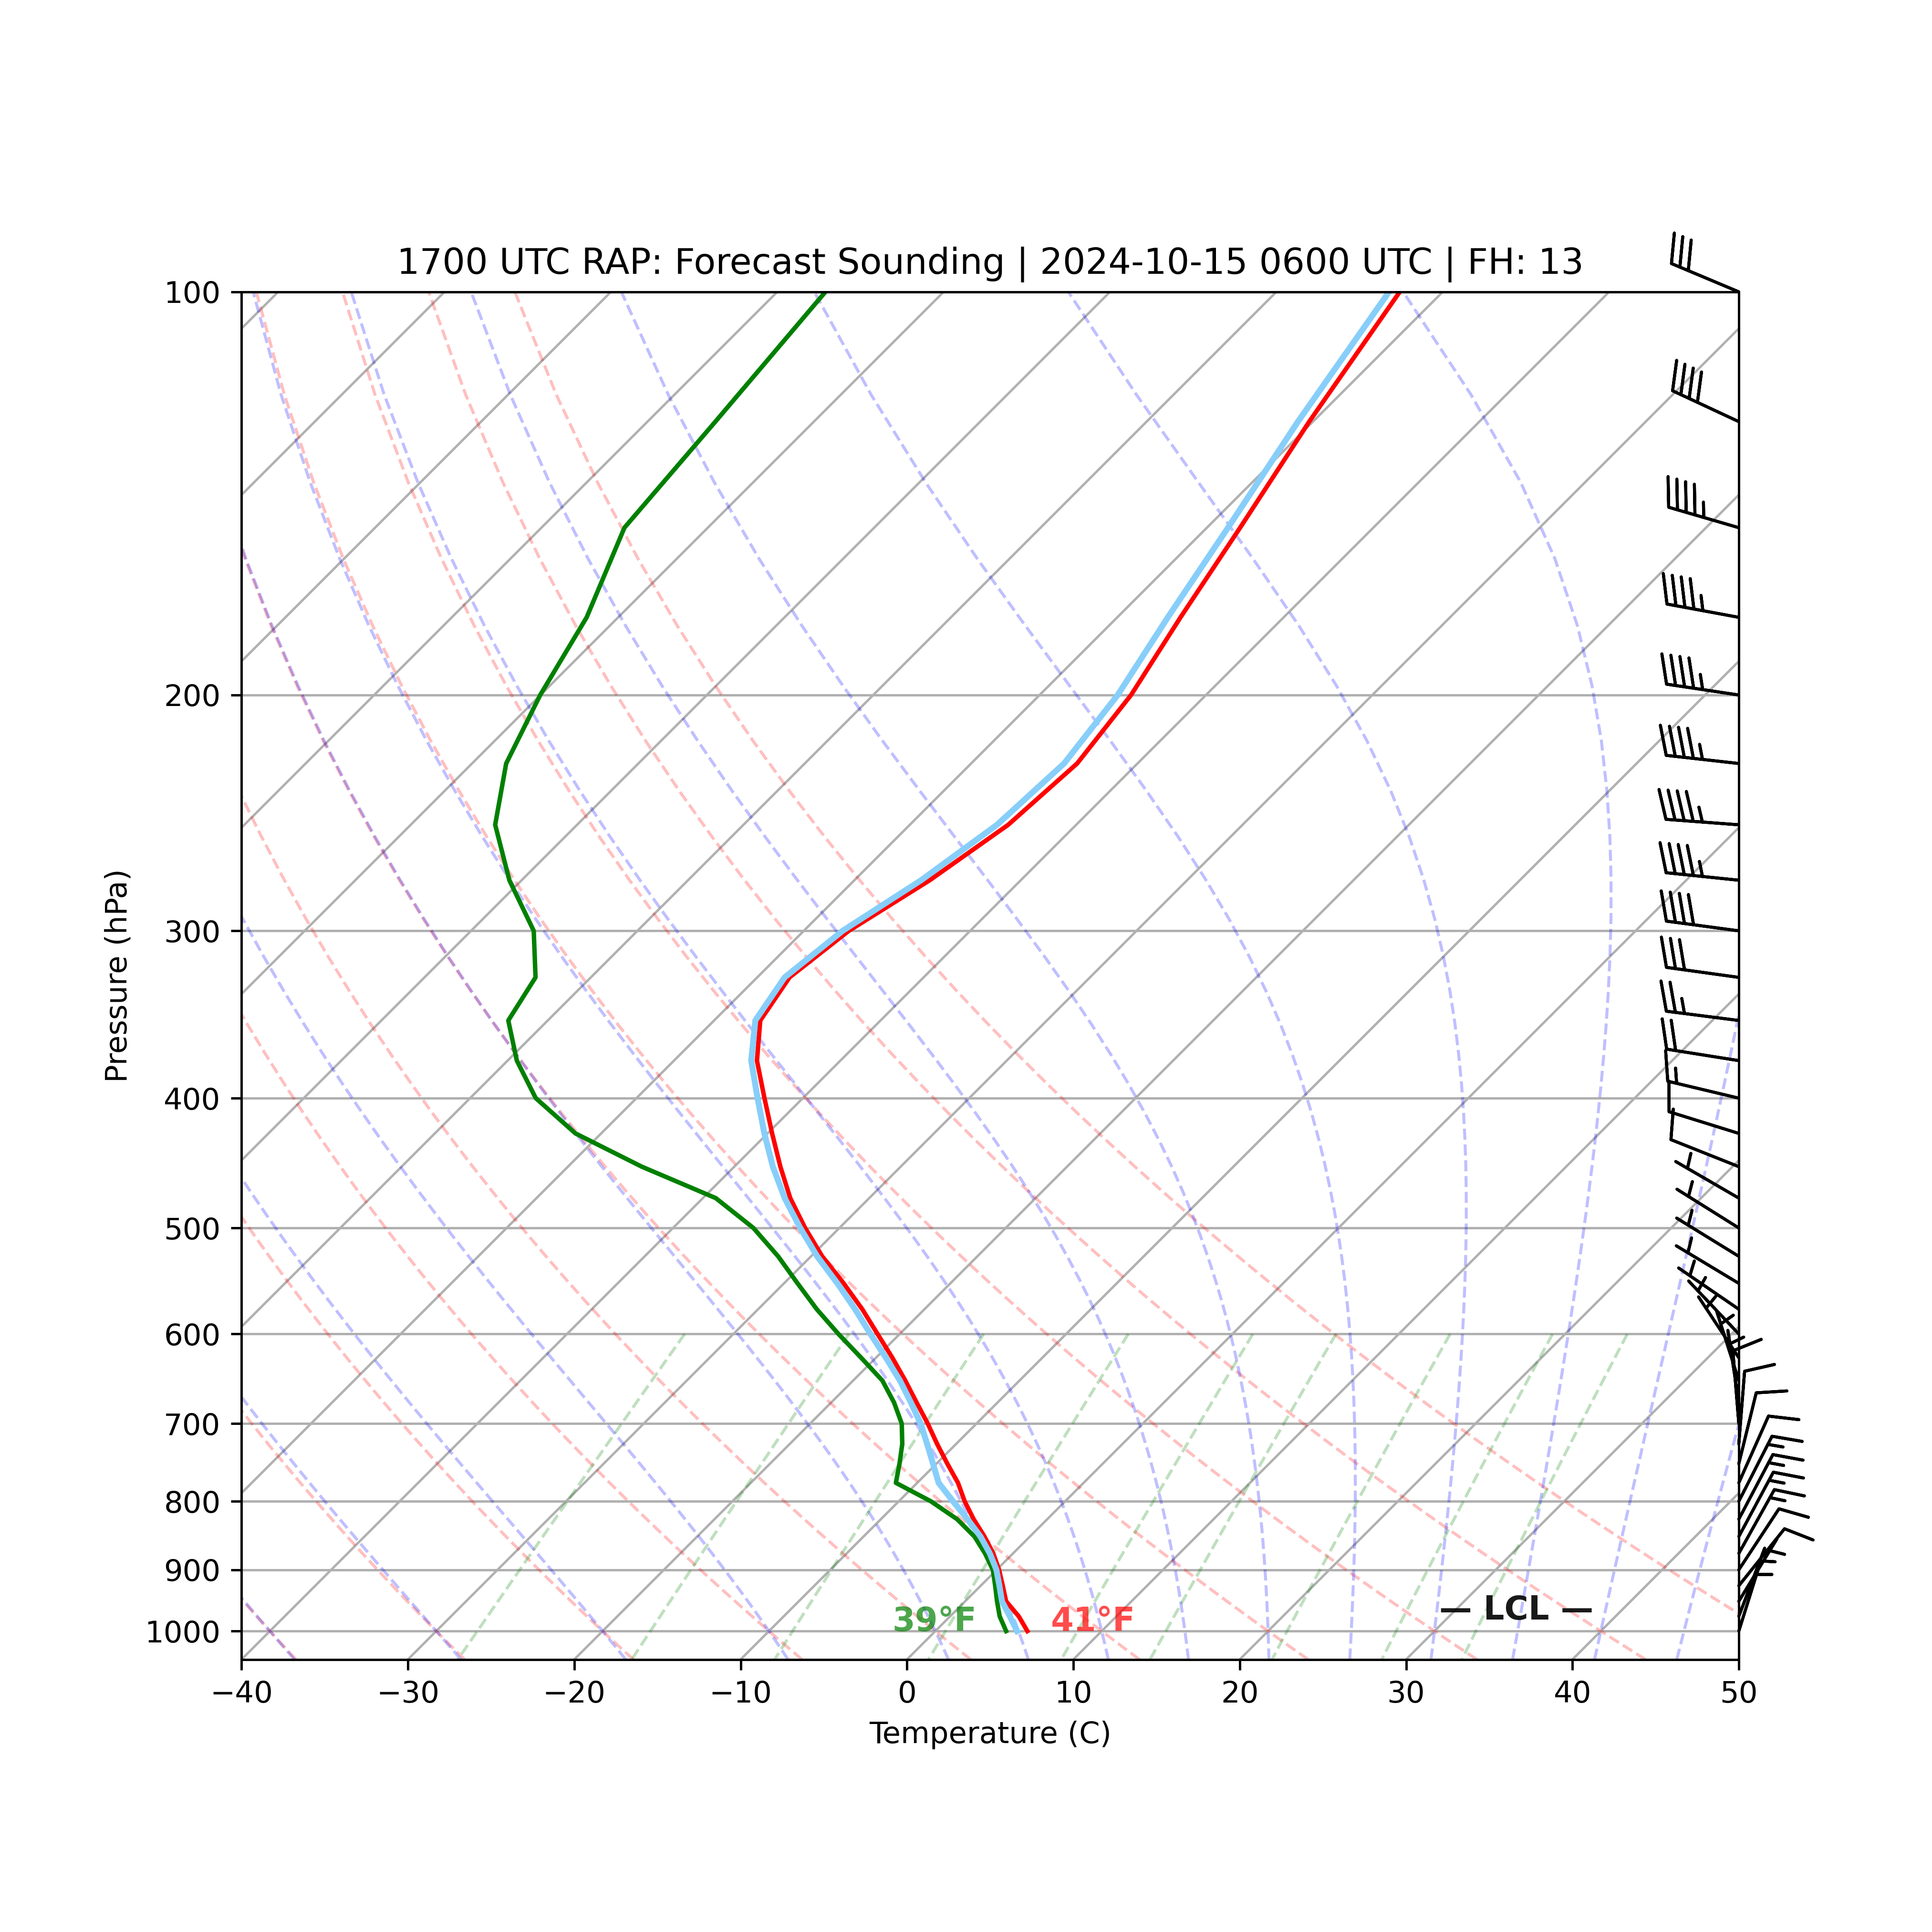 1700 UTC RAP: Forecast Sounding | 2024-10-15 0600 UTC | FH: 13
100
200
300
400
500
600
700
800
900
1000
Pressure (hPa)
39°F 41°F — LCL —
−40 −30 −20 −10 0 10 20 30 40 50
Temperature (C)